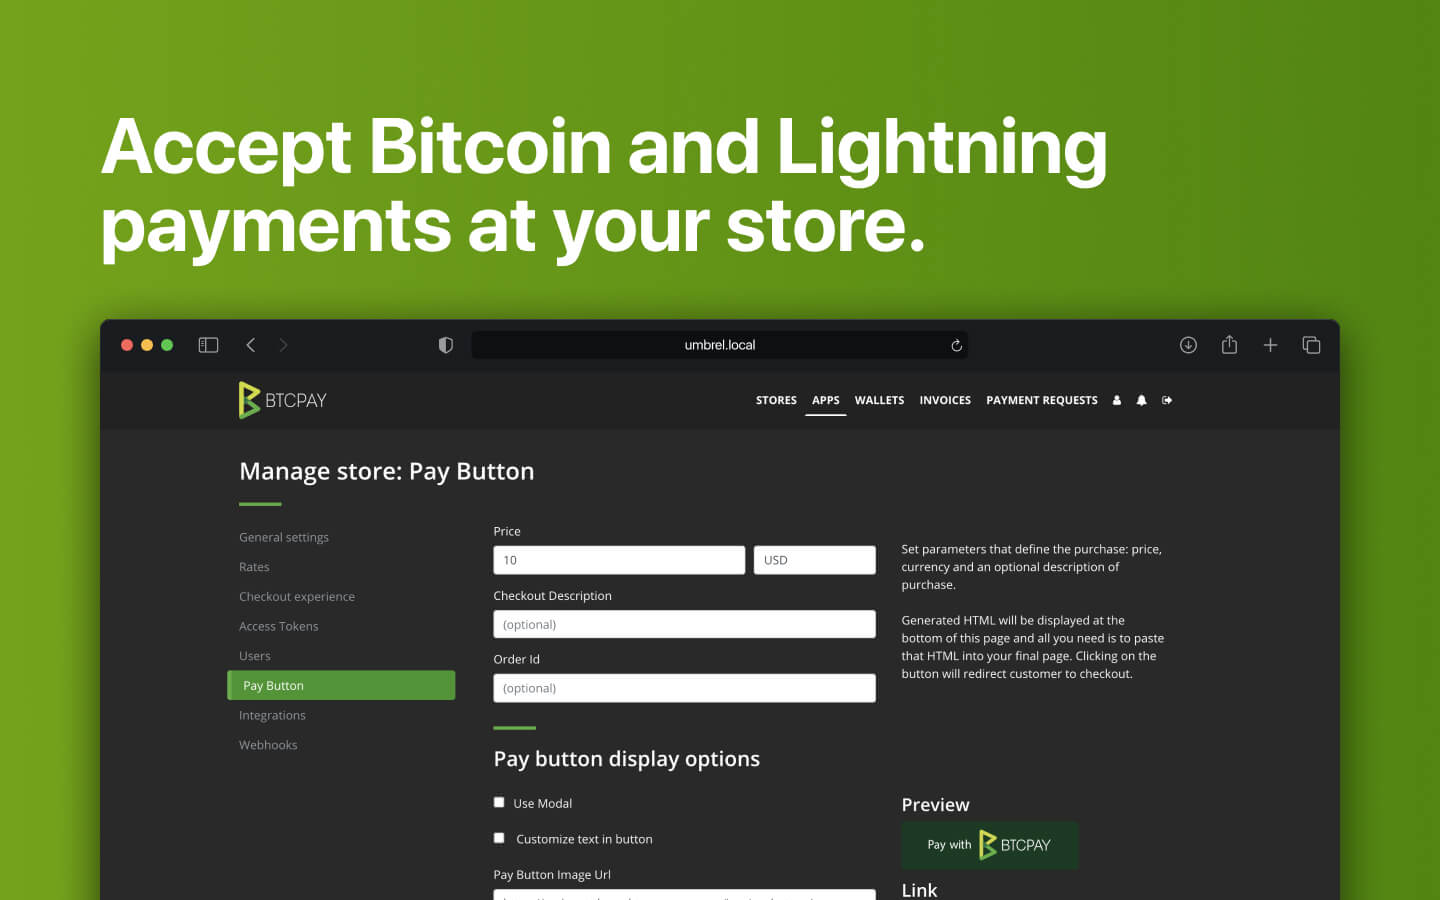 Accept Bitcoin and Lightning
payments at your store.
umbrel.local
BTCPAY
STORES APPS WALLETS INVOICES PAYMENT REQUESTS
Manage store: Pay Button
General settings
Rates
Checkout experience
Access Tokens
Users
Pay Button
Integrations
Webhooks
Price
10 USD
Checkout Description
(optional)
Order Id
(optional)
Set parameters that define the purchase: price,
currency and an optional description of
purchase.
Generated HTML will be displayed at the
bottom of this page and all you need is to paste
that HTML into your final page. Clicking on the
button will redirect customer to checkout.
Pay button display options
Use Modal
Customize text in button
Pay Button Image Url
Preview
Pay with BTCPAY
Link